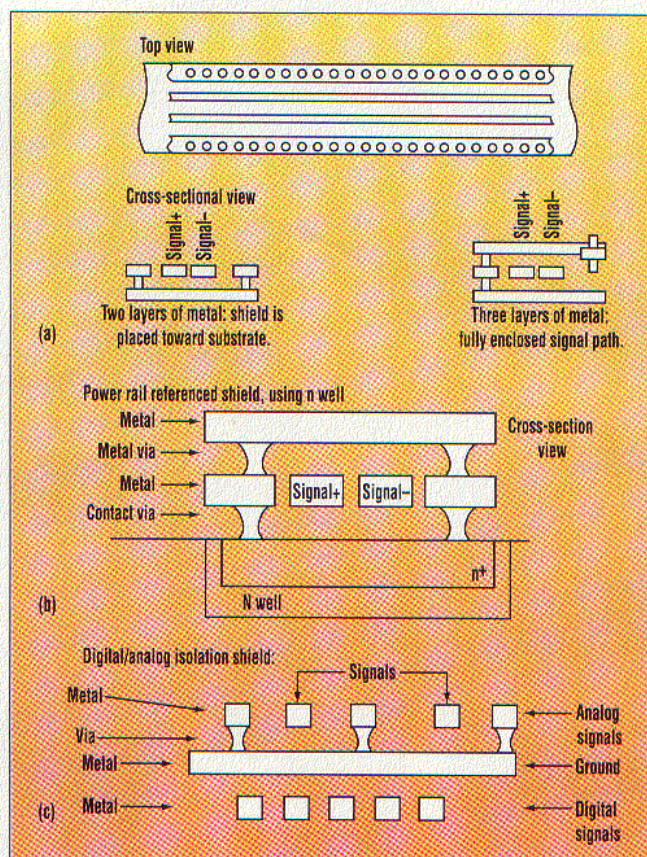 Top view
Cross-sectional view
Signal+
Signal–
Signal+
Signal–
(a)
Two layers of metal: shield is
placed toward substrate.
Three layers of metal:
fully enclosed signal path.
Power rail referenced shield, using n well
Metal
Metal via
Metal
Contact via
Cross-section
view
Signal+
Signal–
n+
N well
(b)
Digital/analog isolation shield:
Signals
Metal
Via
Metal
Analog
signals
Ground
(c)
Metal
Digital
signals